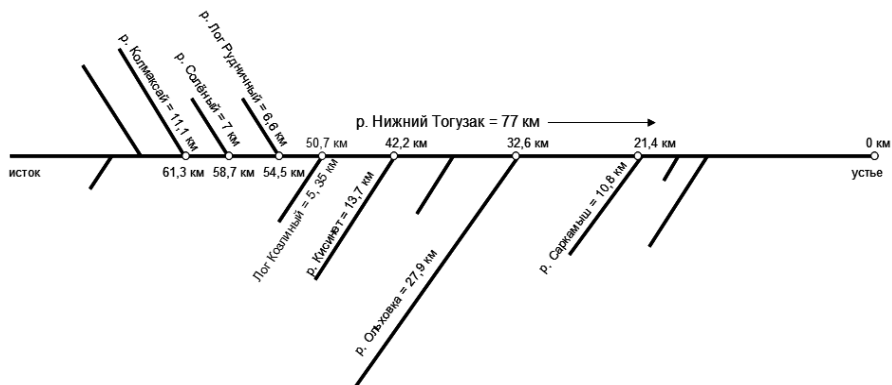 р. Колмаксай = 11,1 км
р. Солёный = 7 км
р. Лог Рудничный = 6,6 км
р. Нижний Тогузак = 77 км
50,7 км
42,2 км
32,6 км
21,4 км
0 км
исток
61,3 км
58,7 км
54,5 км
устье
Лог Козлиный = 5, 35 км
р. Кисинет = 13,7 км
р. Ольховка = 27,9 км
р. Саркамыш = 10,8 км